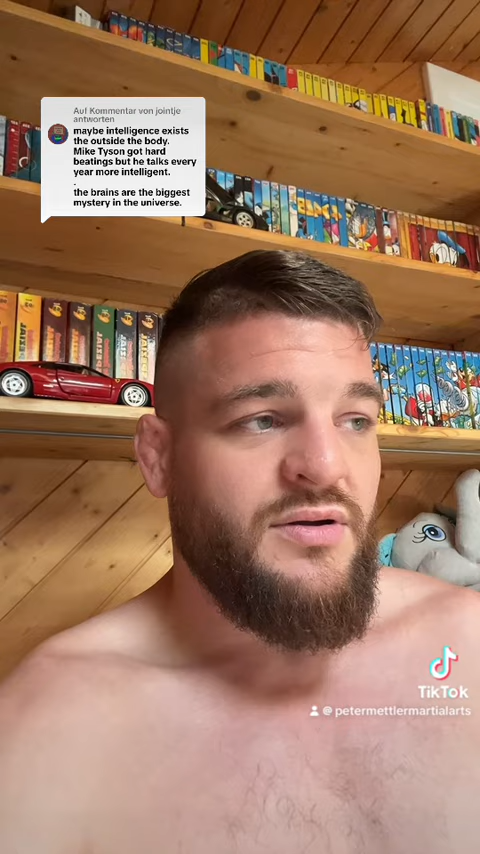 Auf Kommentar von jointje
antworten
maybe intelligence exists
the outside the body.
Mike Tyson got hard
beatings but he talks every
year more intelligent.
.
the brains are the biggest
mystery in the universe.
TikTok
@petermettlermartialarts